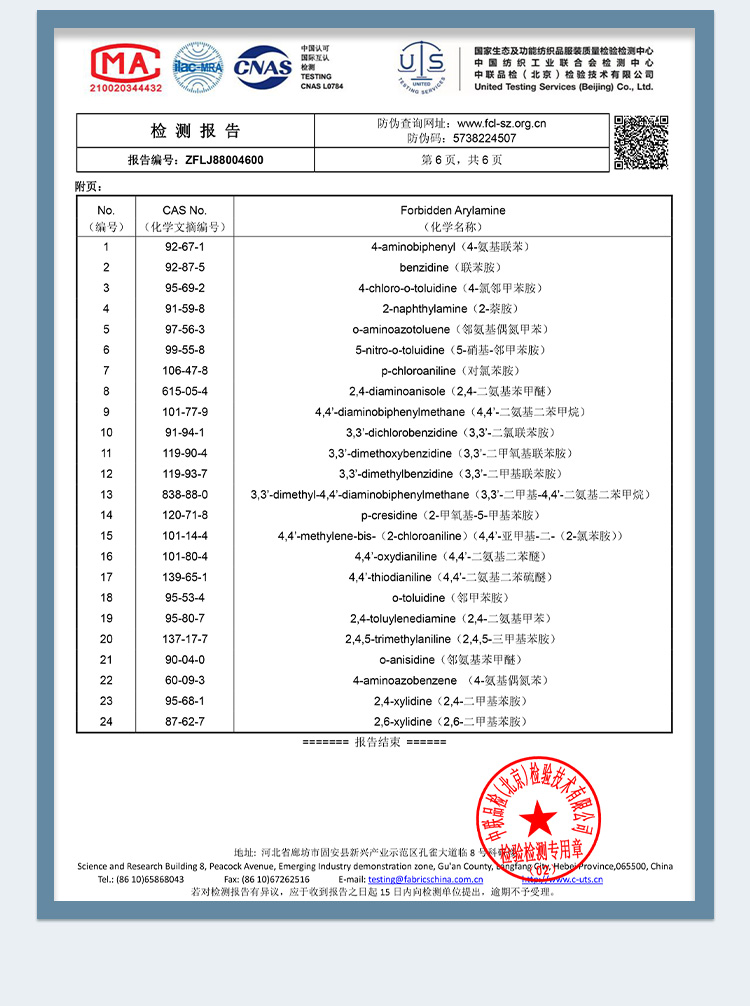 MA
210020344432
ilac-MRA
CNAS
中国认可
国际互认
检测
TESTING
CNAS L0784
UTS
UNITED
TESTING SERVICES
国家生态及功能纺织品服装质量检验检测中心
中国纺织工业联合会检测中心
中联品检（北京）检验技术有限公司
United Testing Services (Beijing) Co., Ltd.
检 测 报 告
防伪查询网址：www.fcl-sz.org.cn
防伪码：5738224507
报告编号：ZFLJ88004600
第 6 页，共 6 页
附页：
No. CAS No. Forbidden Arylamine
（编号） （化学文摘编号） （化学名称）
1 92-67-1 4-aminobiphenyl（4-氨基联苯）
2 92-87-5 benzidine（联苯胺）
3 95-69-2 4-chloro-o-toluidine（4-氯邻甲苯胺）
4 91-59-8 2-naphthylamine（2-萘胺）
5 97-56-3 o-aminoazotoluene（邻氨基偶氮甲苯）
6 99-55-8 5-nitro-o-toluidine（5-硝基-邻甲苯胺）
7 106-47-8 p-chloroaniline（对氯苯胺）
8 615-05-4 2,4-diaminoanisole（2,4-二氨基苯甲醚）
9 101-77-9 4,4'-diaminobiphenylmethane（4,4'-二氨基二苯甲烷）
10 91-94-1 3,3'-dichlorobenzidine（3,3'-二氯联苯胺）
11 119-90-4 3,3'-dimethoxybenzidine（3,3'-二甲氧基联苯胺）
12 119-93-7 3,3'-dimethylbenzidine（3,3'-二甲基联苯胺）
13 838-88-0 3,3'-dimethyl-4,4'-diaminobiphenylmethane（3,3'-二甲基-4,4'-二氨基二苯甲烷）
14 120-71-8 p-cresidine（2-甲氧基-5-甲基苯胺）
15 101-14-4 4,4'-methylene-bis-（2-chloroaniline）（4,4'-亚甲基-二-（2-氯苯胺））
16 101-80-4 4,4'-oxydianiline（4,4'-二氨基二苯醚）
17 139-65-1 4,4'-thiodianiline（4,4'-二氨基二苯硫醚）
18 95-53-4 o-toluidine（邻甲苯胺）
19 95-80-7 2,4-toluylenediamine（2,4-二氨基甲苯）
20 137-17-7 2,4,5-trimethylaniline（2,4,5-三甲基苯胺）
21 90-04-0 o-anisidine（邻氨基苯甲醚）
22 60-09-3 4-aminoazobenzene （4-氨基偶氮苯）
23 95-68-1 2,4-xylidine（2,4-二甲基苯胺）
24 87-62-7 2,6-xylidine（2,6-二甲基苯胺）
======= 报告结束 ======
中联品检(北京)检验技术有限公司
检验检测专用章
(02)
地址: 河北省廊坊市固安县新兴产业示范区孔雀大道临 8 号科研
Science and Research Building 8, Peacock Avenue, Emerging Industry demonstration zone, Gu'an County, Langfang City, Hebei Province,065500, China
Tel.: (86 10)65868043 Fax: (86 10)67262516 E-mail: testing@fabricschina.com.cn http://www.c-uts.cn
若对检测报告有异议，应于收到报告之日起 15 日内向检测单位提出，逾期不予受理。